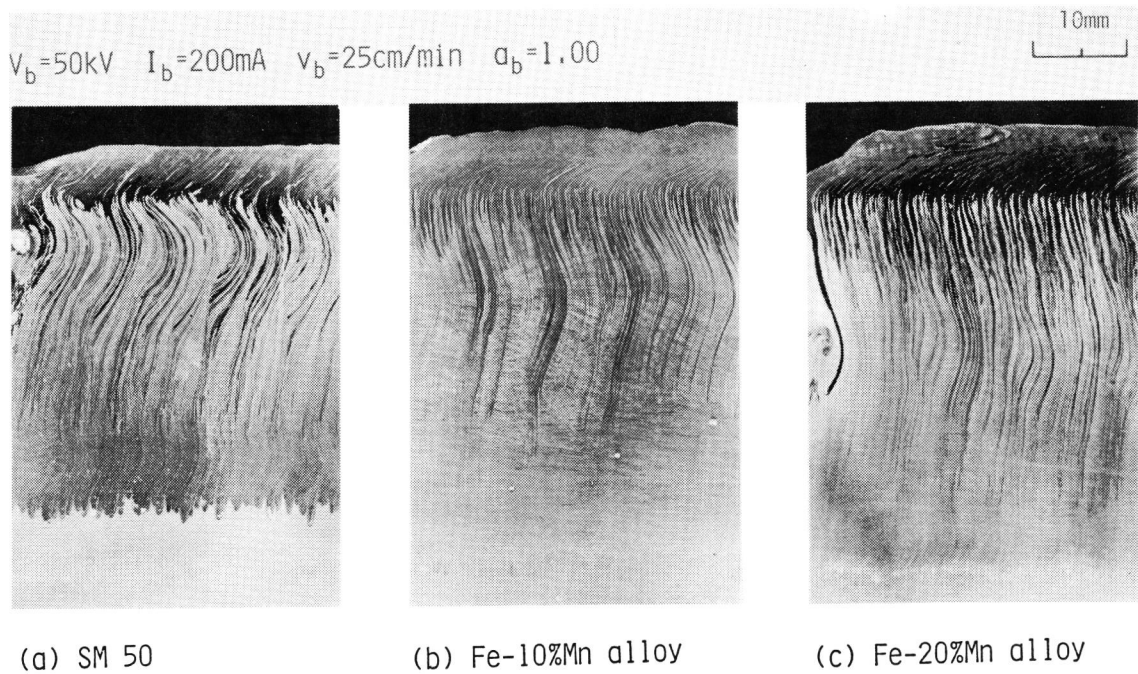 10mm
V_b=50kV I_b=200mA v_b=25cm/min a_b=1.00
(a) SM 50
(b) Fe-10%Mn alloy
(c) Fe-20%Mn alloy